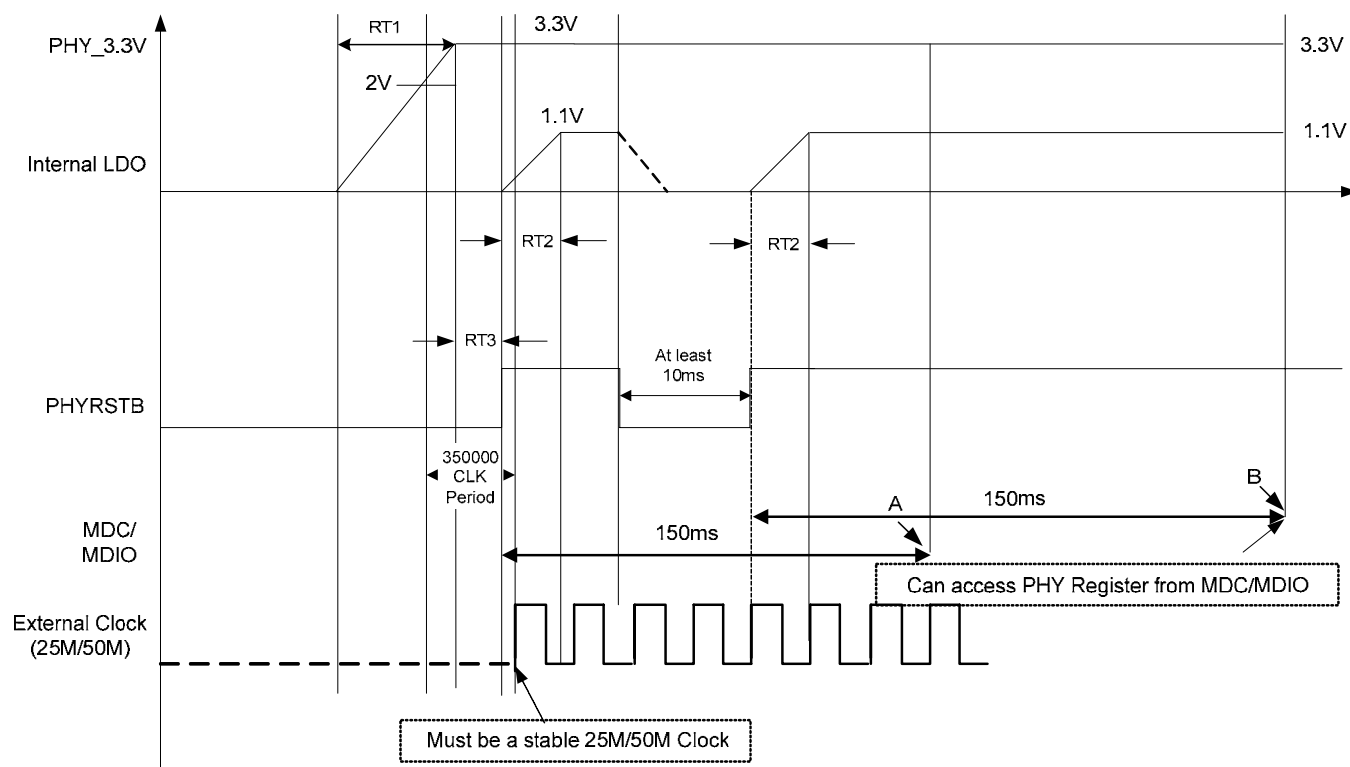 RT1
3.3V
PHY_3.3V
3.3V
2V
1.1V
1.1V
Internal LDO
RT2
RT2
RT3
At least
10ms
PHYRSTB
350000
CLK
Period
B
A
150ms
MDC/
MDIO
150ms
Can access PHY Register from MDC/MDIO
External Clock
(25M/50M)
Must be a stable 25M/50M Clock